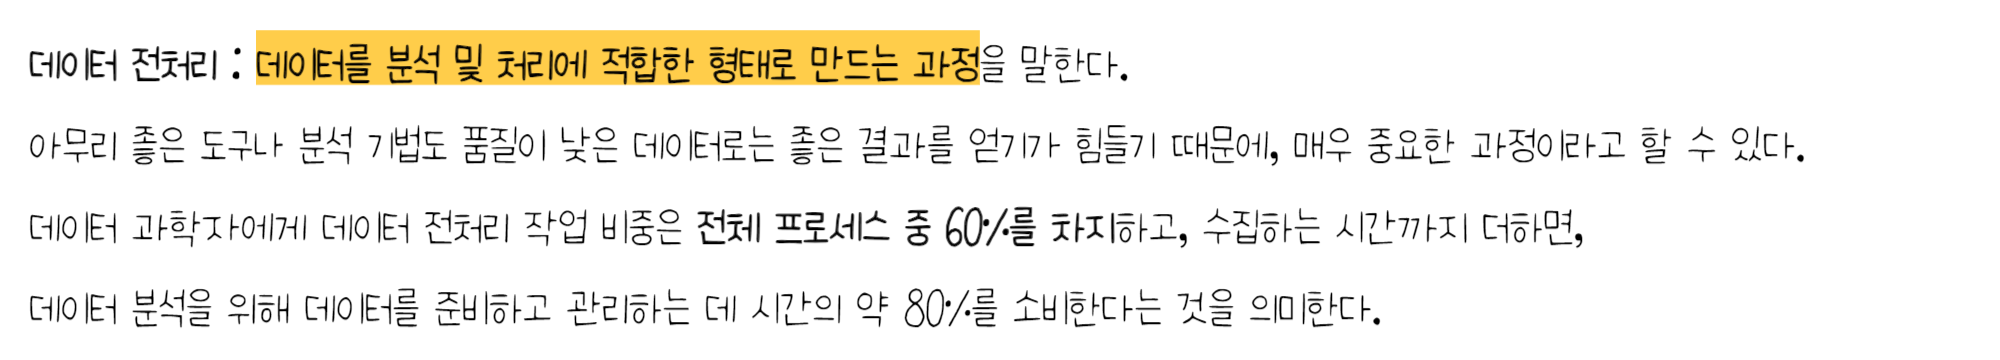 데이터 전처리 : 데이터를 분석 및 처리에 적합한 형태로 만드는 과정을 말한다.
아무리 좋은 도구나 분석 기법도 품질이 낮은 데이터로는 좋은 결과를 얻기가 힘들기 때문에, 매우 중요한 과정이라고 할 수 있다.
데이터 과학자에게 데이터 전처리 작업 비중은 전체 프로세스 중 60%를 차지하고, 수집하는 시간까지 더하면,
데이터 분석을 위해 데이터를 준비하고 관리하는 데 시간의 약 80%를 소비한다는 것을 의미한다.